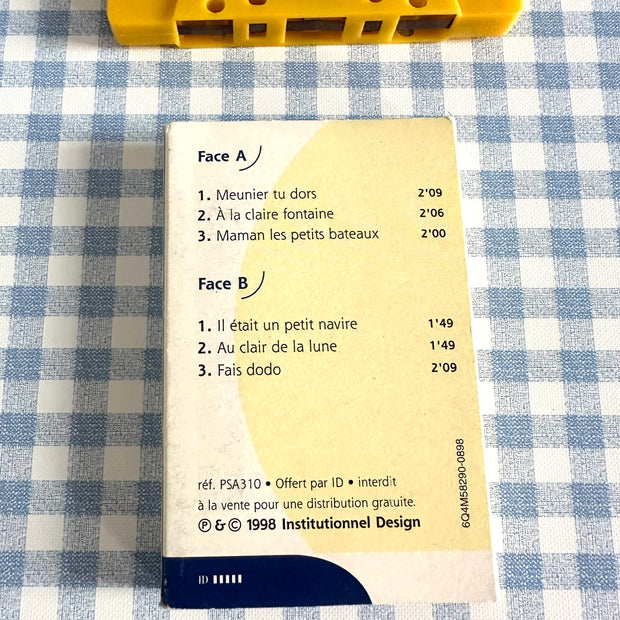 Face A
1. Meunier tu dors 2'09
2. À la claire fontaine 2'06
3. Maman les petits bateaux 2'00
Face B
1. Il était un petit navire 1'49
2. Au clair de la lune 1'49
3. Fais dodo 2'09
réf. PSA310 • Offert par ID • interdit
à la vente pour une distribution gratuite.
℗ & © 1998 Institutionnel Design
6Q4M58290-0898
ID